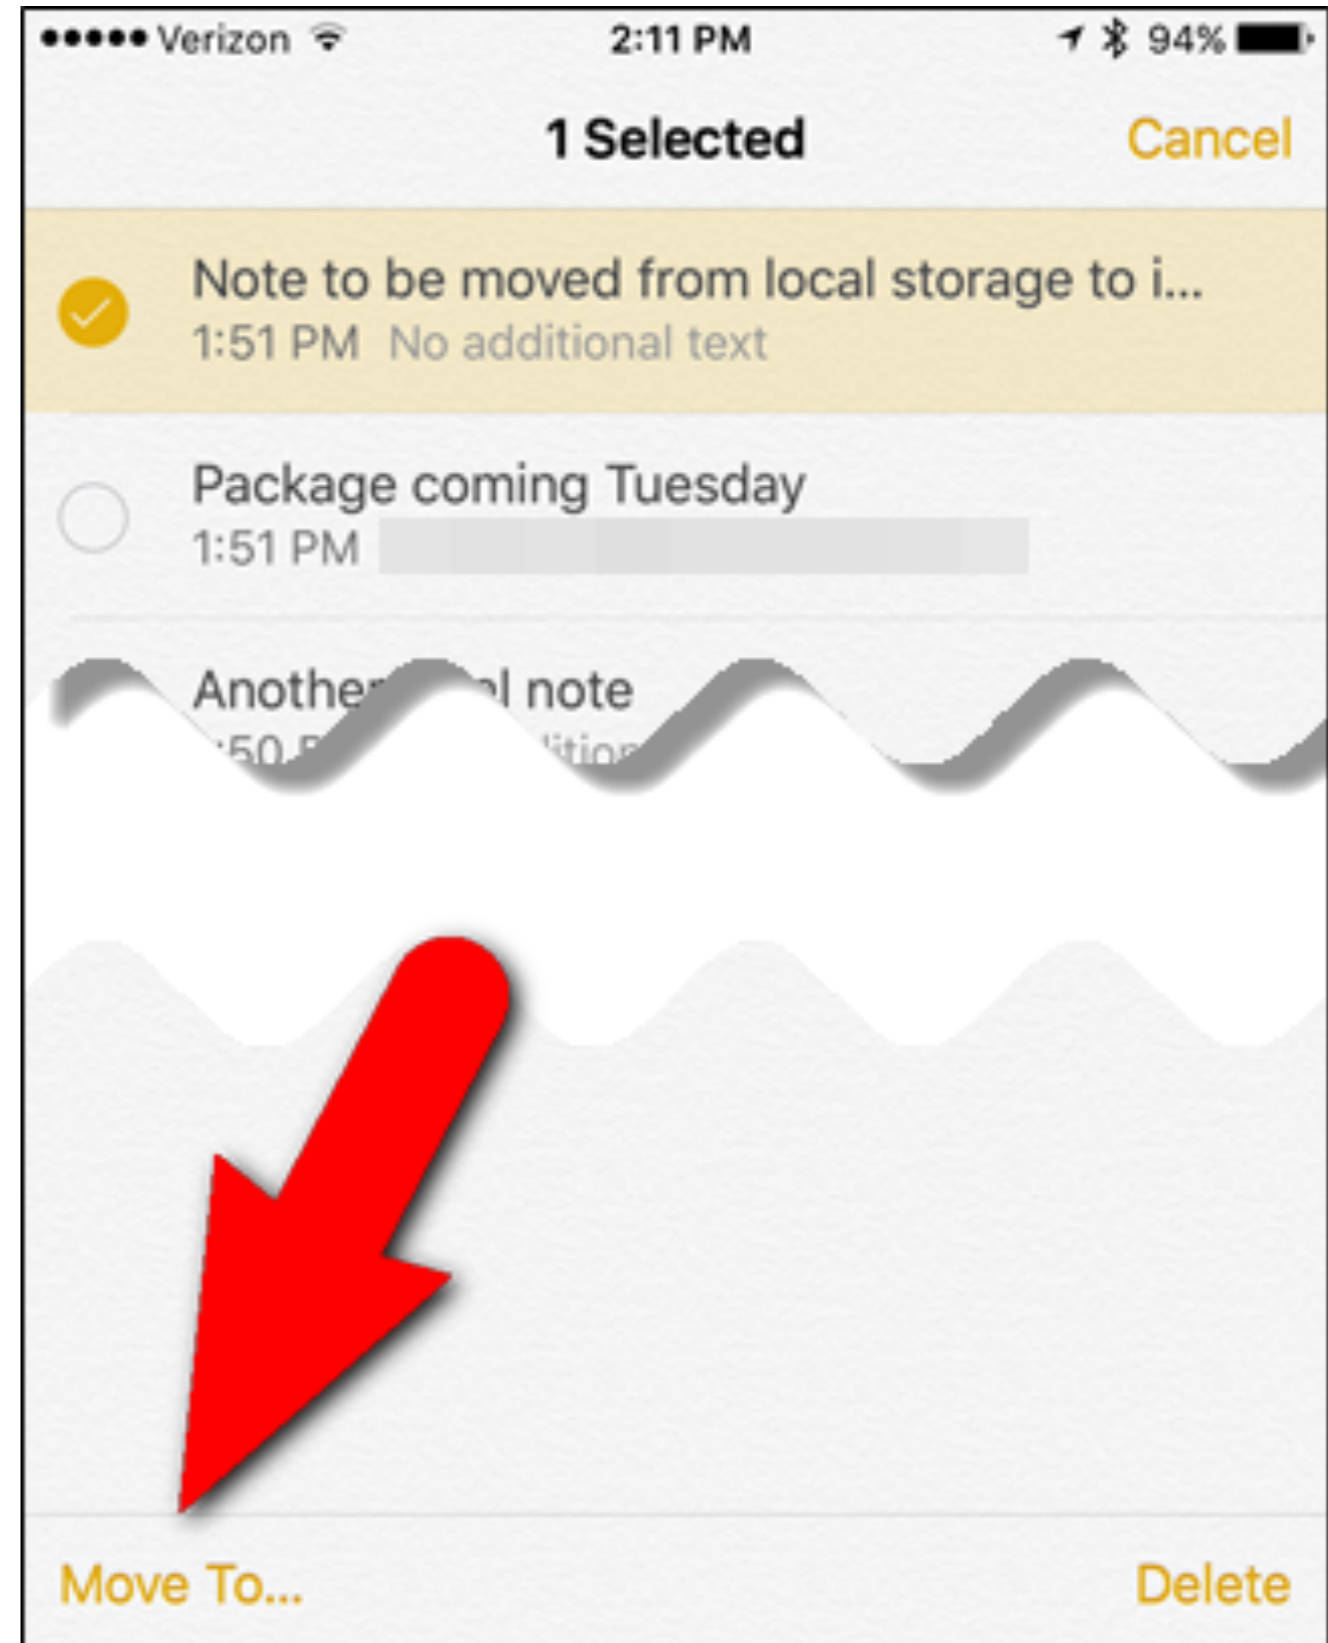 Verizon 2:11 PM 94%
1 Selected Cancel
Note to be moved from local storage to i...
1:51 PM No additional text
Package coming Tuesday
1:51 PM
note
Move To... Delete